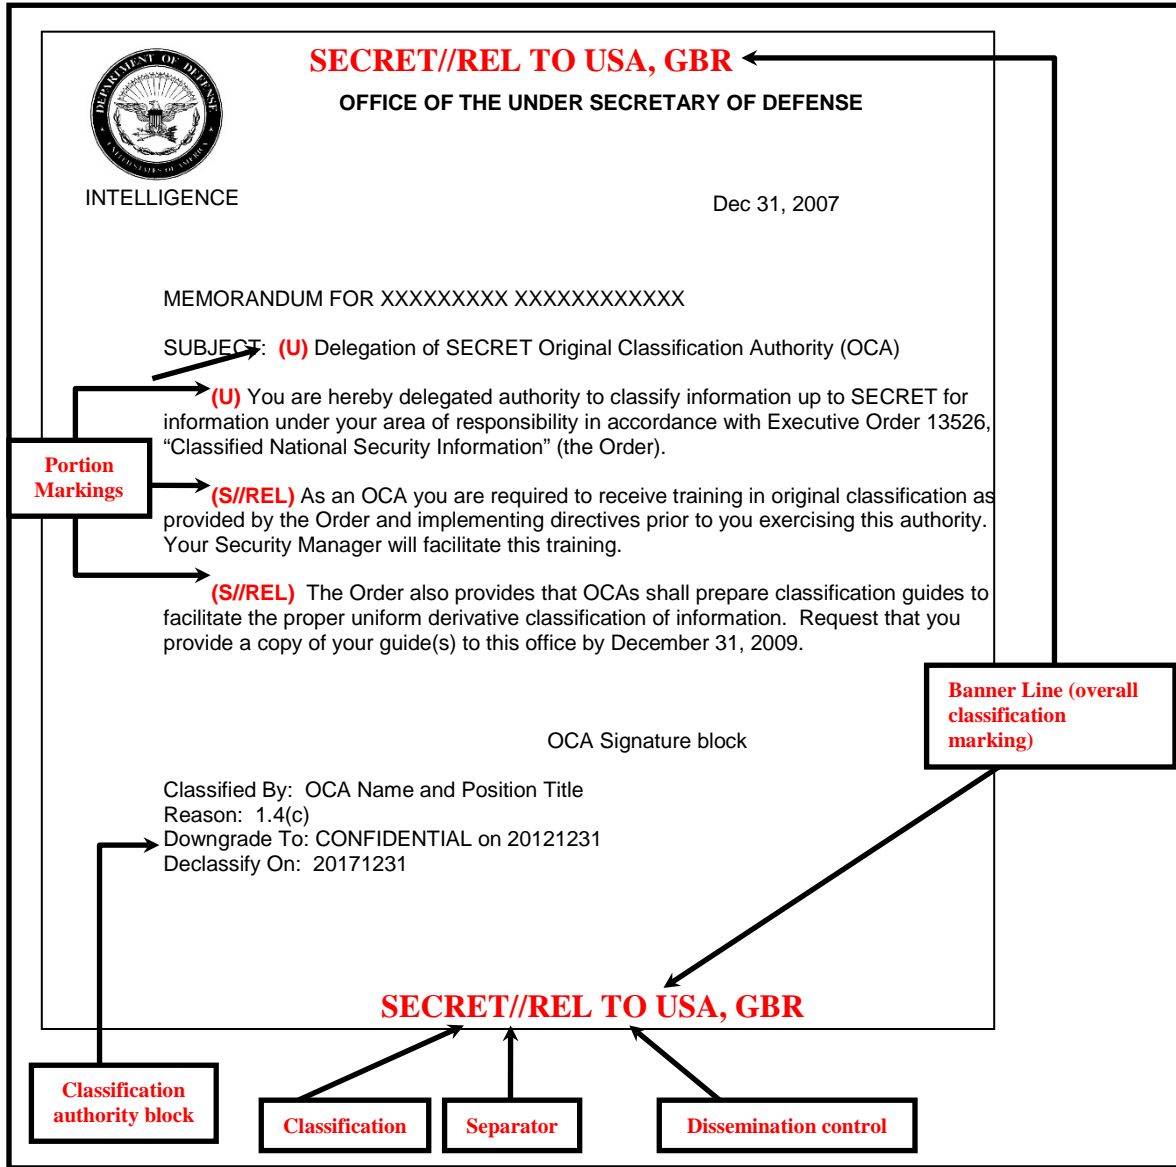 SECRET//REL TO USA, GBR
DEPARTMENT OF DEFENSE
UNITED STATES OF AMERICA
OFFICE OF THE UNDER SECRETARY OF DEFENSE
INTELLIGENCE
Dec 31, 2007
MEMORANDUM FOR XXXXXXXXX XXXXXXXXXXXX
SUBJECT: (U) Delegation of SECRET Original Classification Authority (OCA)
(U) You are hereby delegated authority to classify information up to SECRET for
information under your area of responsibility in accordance with Executive Order 13526,
“Classified National Security Information” (the Order).
Portion
Markings
(S//REL) As an OCA you are required to receive training in original classification as
provided by the Order and implementing directives prior to you exercising this authority.
Your Security Manager will facilitate this training.
(S//REL) The Order also provides that OCAs shall prepare classification guides to
facilitate the proper uniform derivative classification of information. Request that you
provide a copy of your guide(s) to this office by December 31, 2009.
Banner Line (overall
classification
marking)
OCA Signature block
Classified By: OCA Name and Position Title
Reason: 1.4(c)
Downgrade To: CONFIDENTIAL on 20121231
Declassify On: 20171231
SECRET//REL TO USA, GBR
Classification
authority block
Classification
Separator
Dissemination control